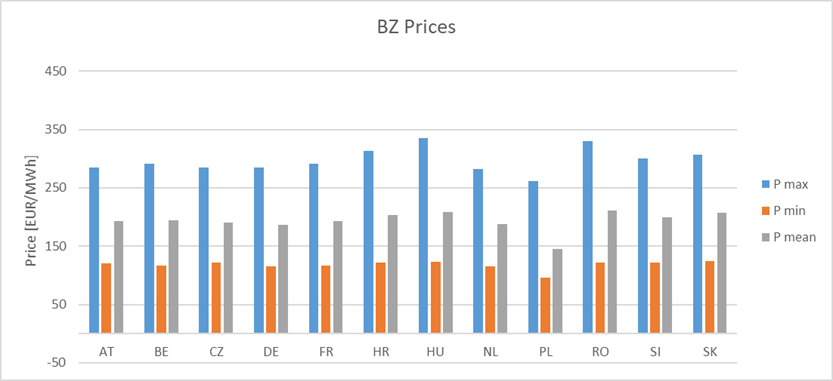 BZ Prices
450
350
250
150
50
-50
Price [EUR/MWh]
AT BE CZ DE FR HR HU NL PL RO SI SK
P max
P min
P mean